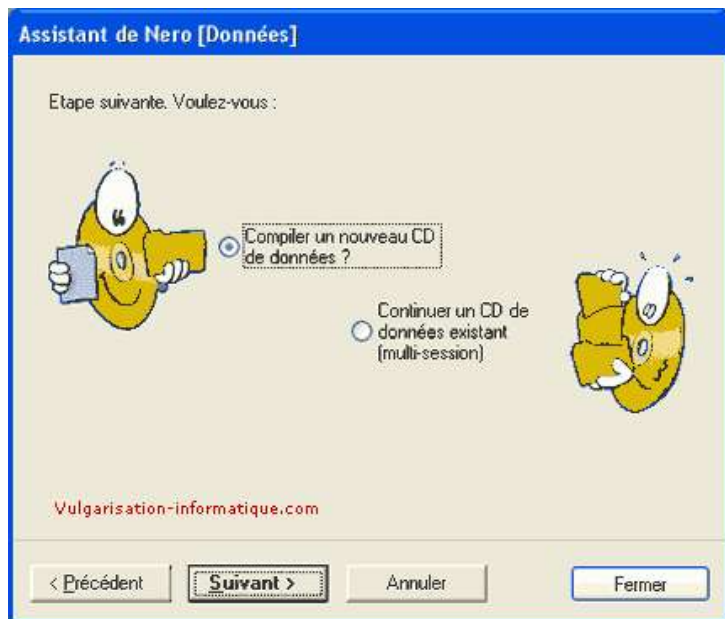 Assistant de Nero [Données]
Etape suivante. Voulez-vous :
Compiler un nouveau CD
de données ?
Continuer un CD de
données existant
(multi-session)
Vulgarisation-informatique.com
< Précédent
Suivant >
Annuler
Fermer